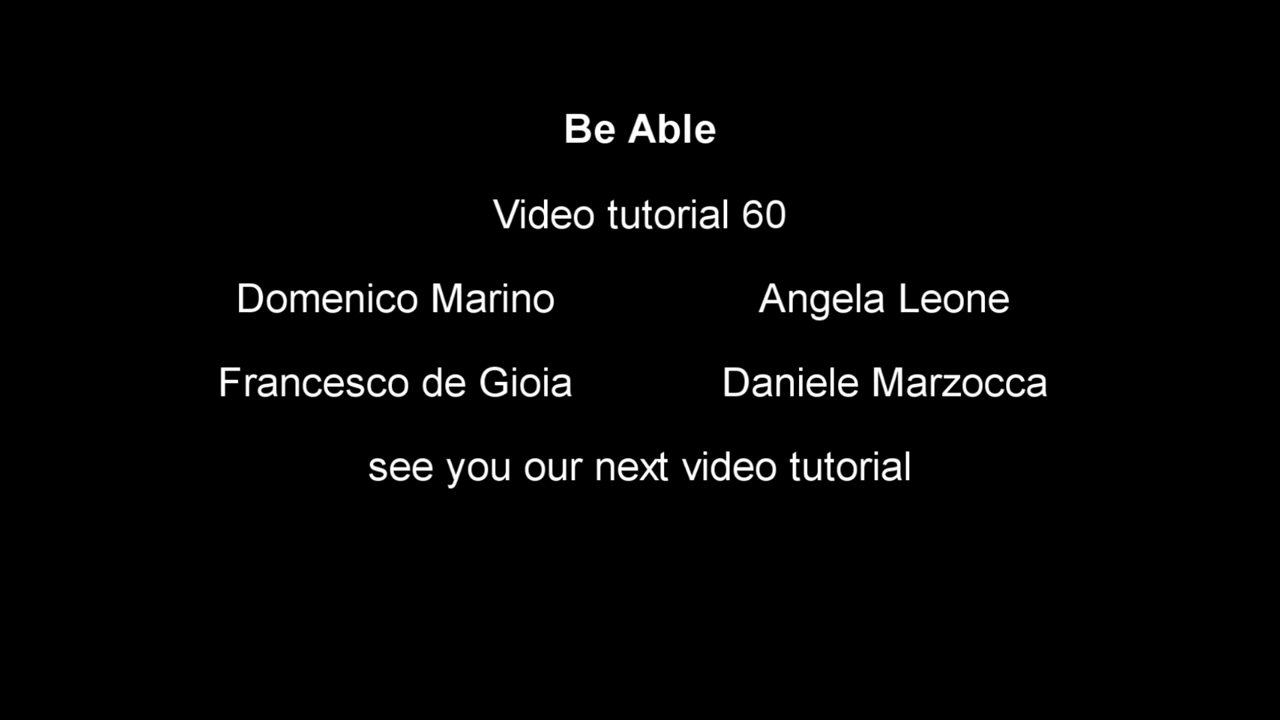 Be Able
Video tutorial 60
Domenico Marino Angela Leone
Francesco de Gioia Daniele Marzocca
see you our next video tutorial